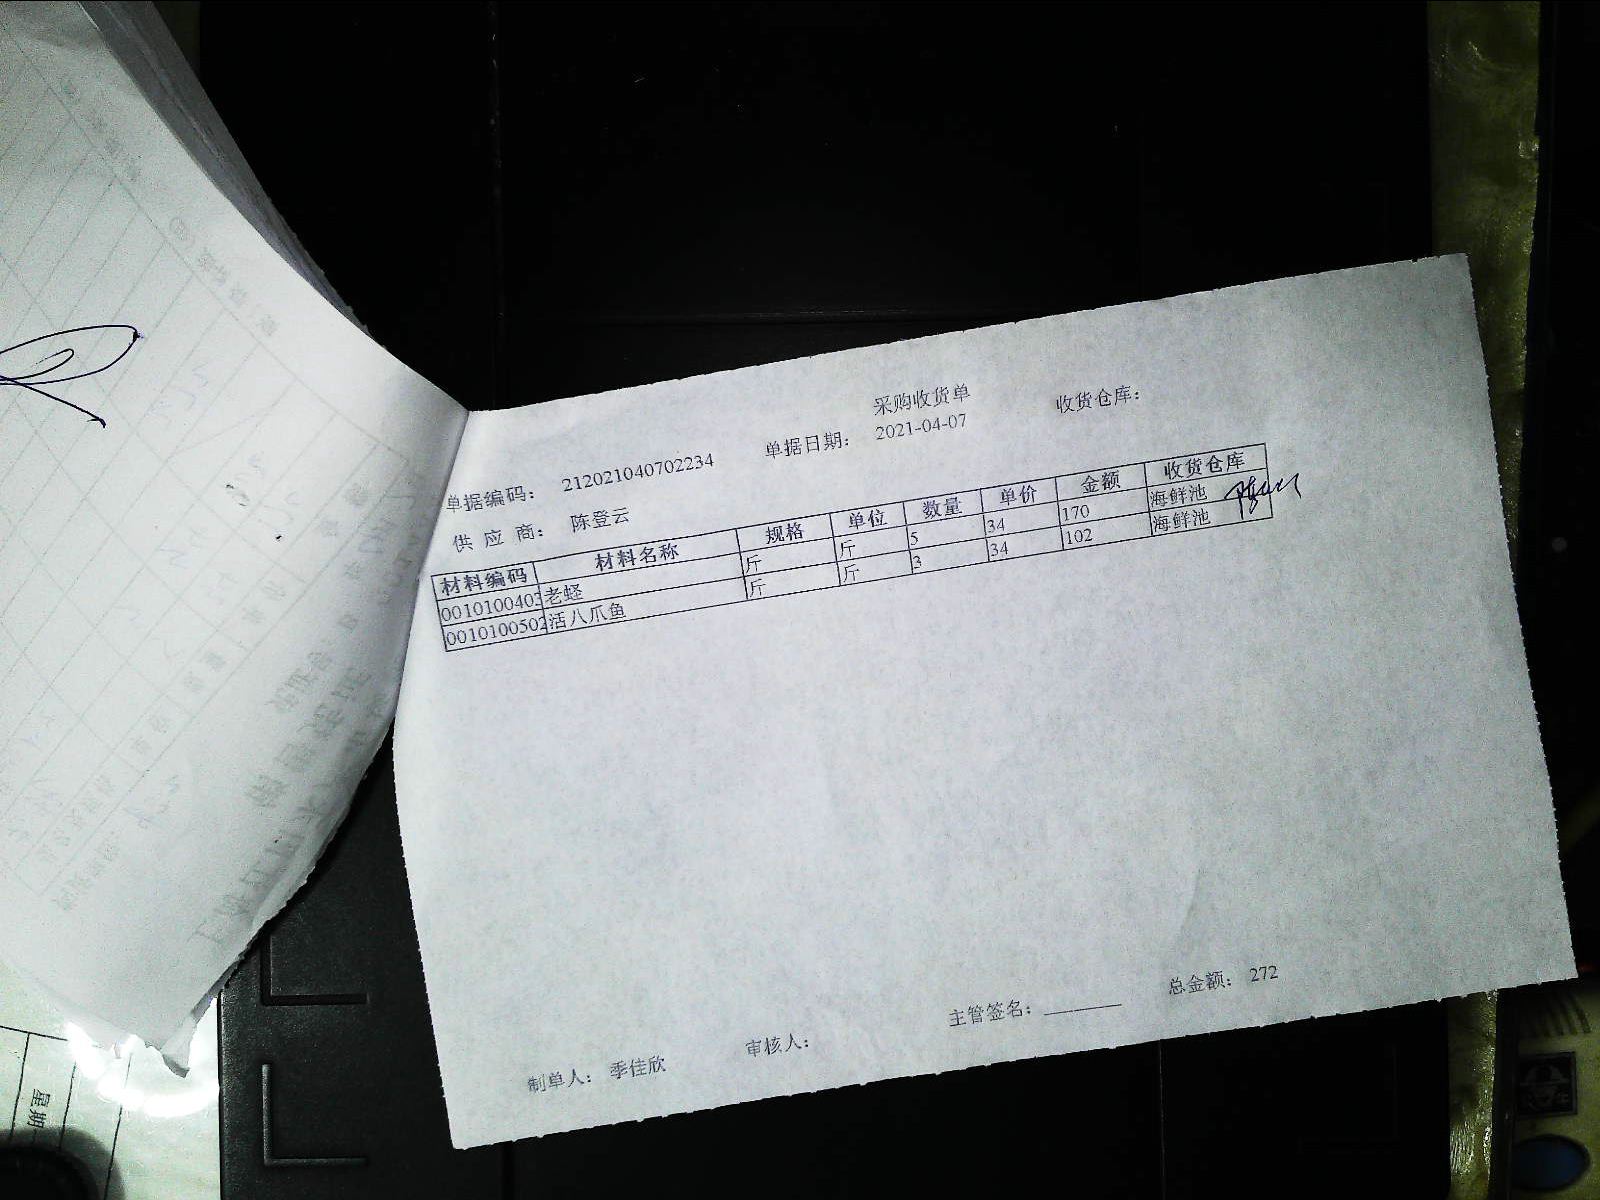 采购收货单
单据编码： 212021040702234 单据日期： 2021-04-07 收货仓库：
供 应 商： 陈登云
材料编码 材料名称 规格 单位 数量 单价 金额 收货仓库
0010100403 老蛏 斤 斤 5 34 170 海鲜池
0010100502 活八爪鱼 斤 斤 3 34 102 海鲜池
制单人： 季佳欣 审核人： 主管签名： 总金额： 272
星期